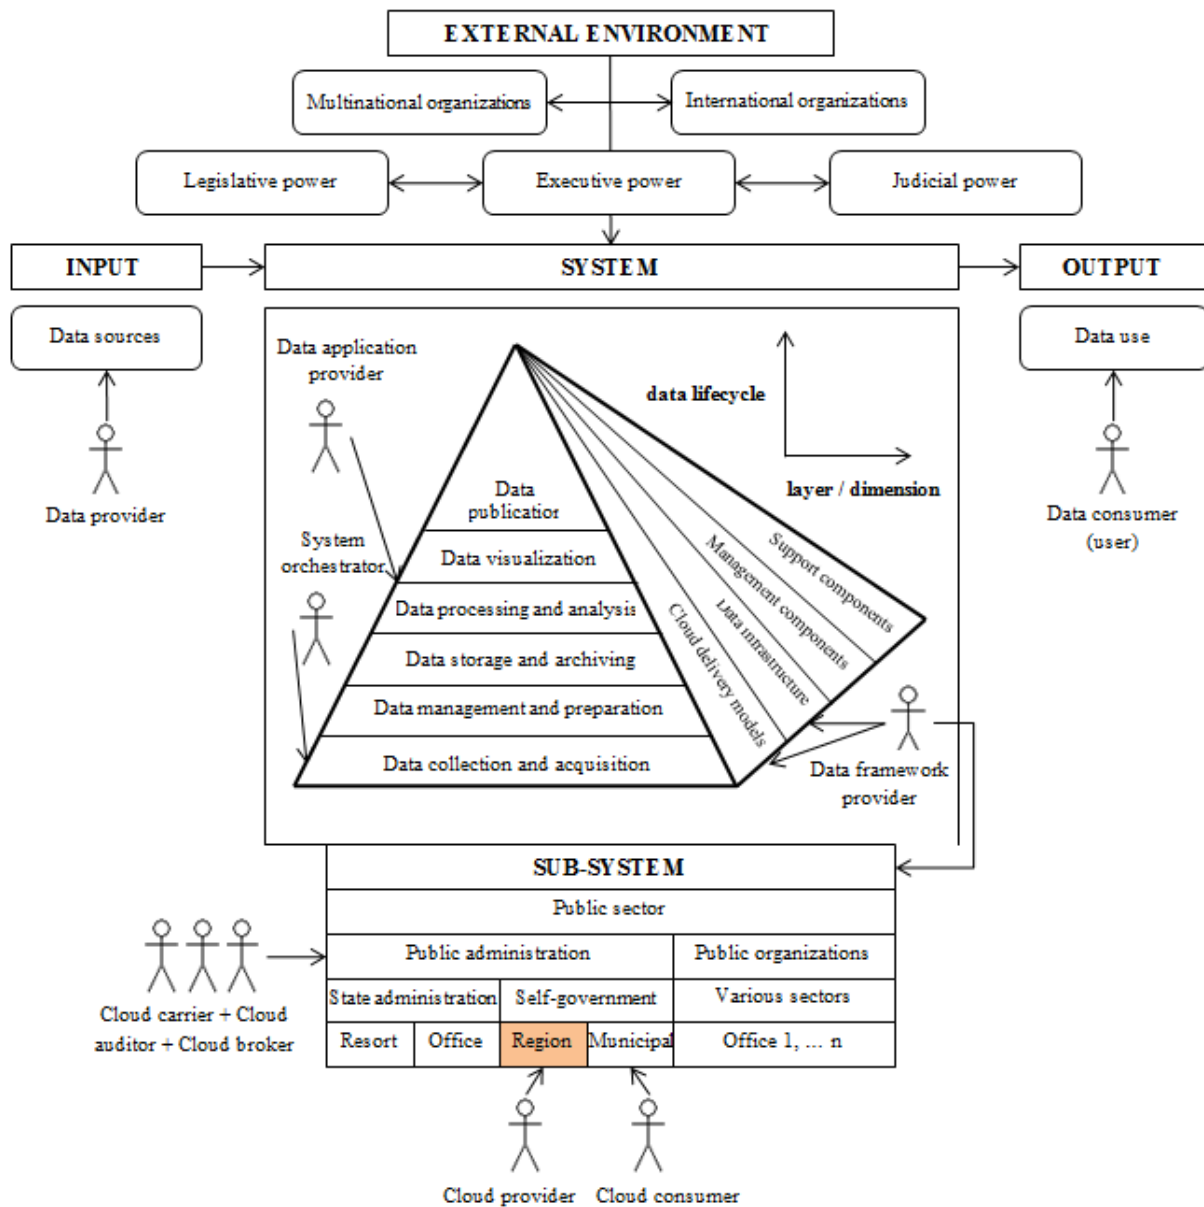 EXTERNAL ENVIRONMENT
Multinational organizations
International organizations
Legislative power
Executive power
Judicial power
INPUT
SYSTEM
OUTPUT
Data sources
Data use
Data provider
Data consumer
(user)
Data application
provider
System
orchestrator
data lifecycle
layer / dimension
Data
publication
Data visualization
Data processing and analysis
Data storage and archiving
Data management and preparation
Data collection and acquisition
Support components
Management components
Data infrastructure
Cloud delivery models
Data framework
provider
SUB-SYSTEM
Public sector
Public administration
Public organizations
State administration
Self-government
Various sectors
Resort
Office
Region
Municipal
Office 1, ... n
Cloud carrier + Cloud
auditor + Cloud broker
Cloud provider
Cloud consumer